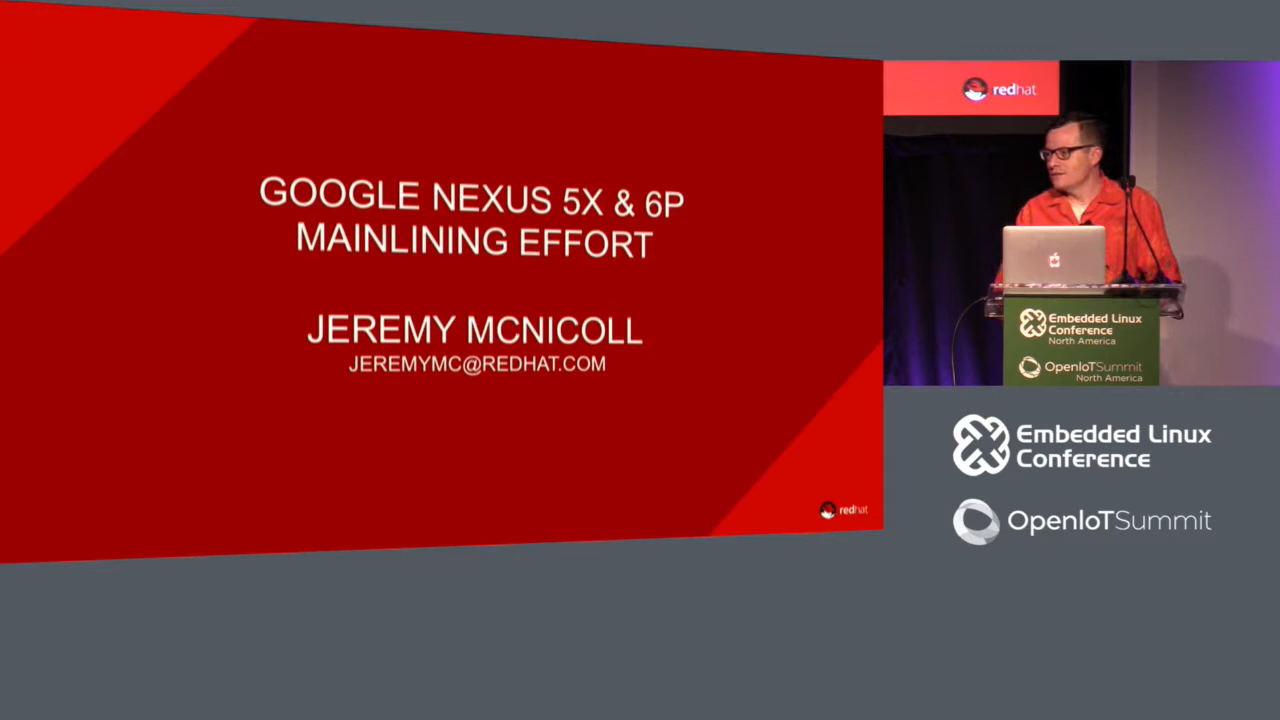 GOOGLE NEXUS 5X & 6P
MAINLINING EFFORT
JEREMY MCNICOLL
JEREMYMC@REDHAT.COM
redhat
redhat
Embedded Linux
Conference
North America
OpenIoTSummit
North America
Embedded Linux
Conference
OpenIoTSummit